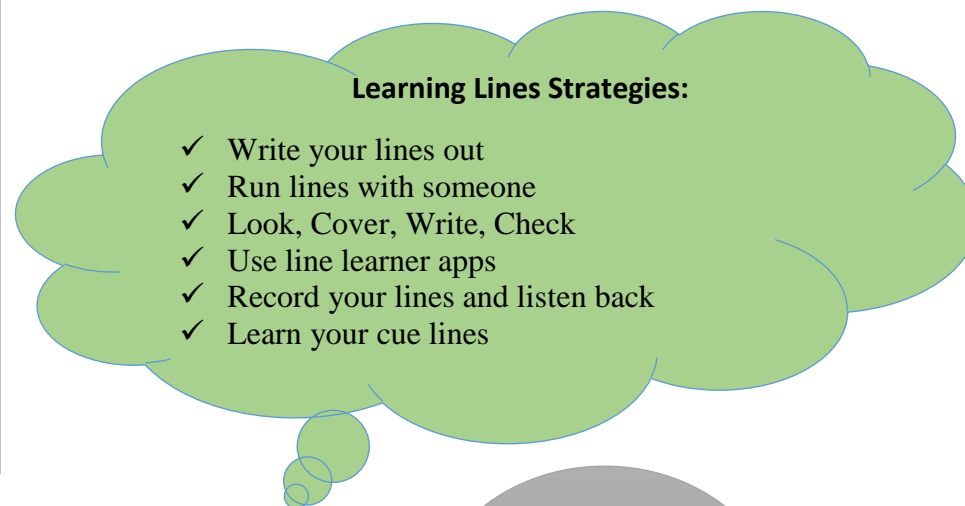 Learning Lines Strategies:
✓ Write your lines out
✓ Run lines with someone
✓ Look, Cover, Write, Check
✓ Use line learner apps
✓ Record your lines and listen back
✓ Learn your cue lines